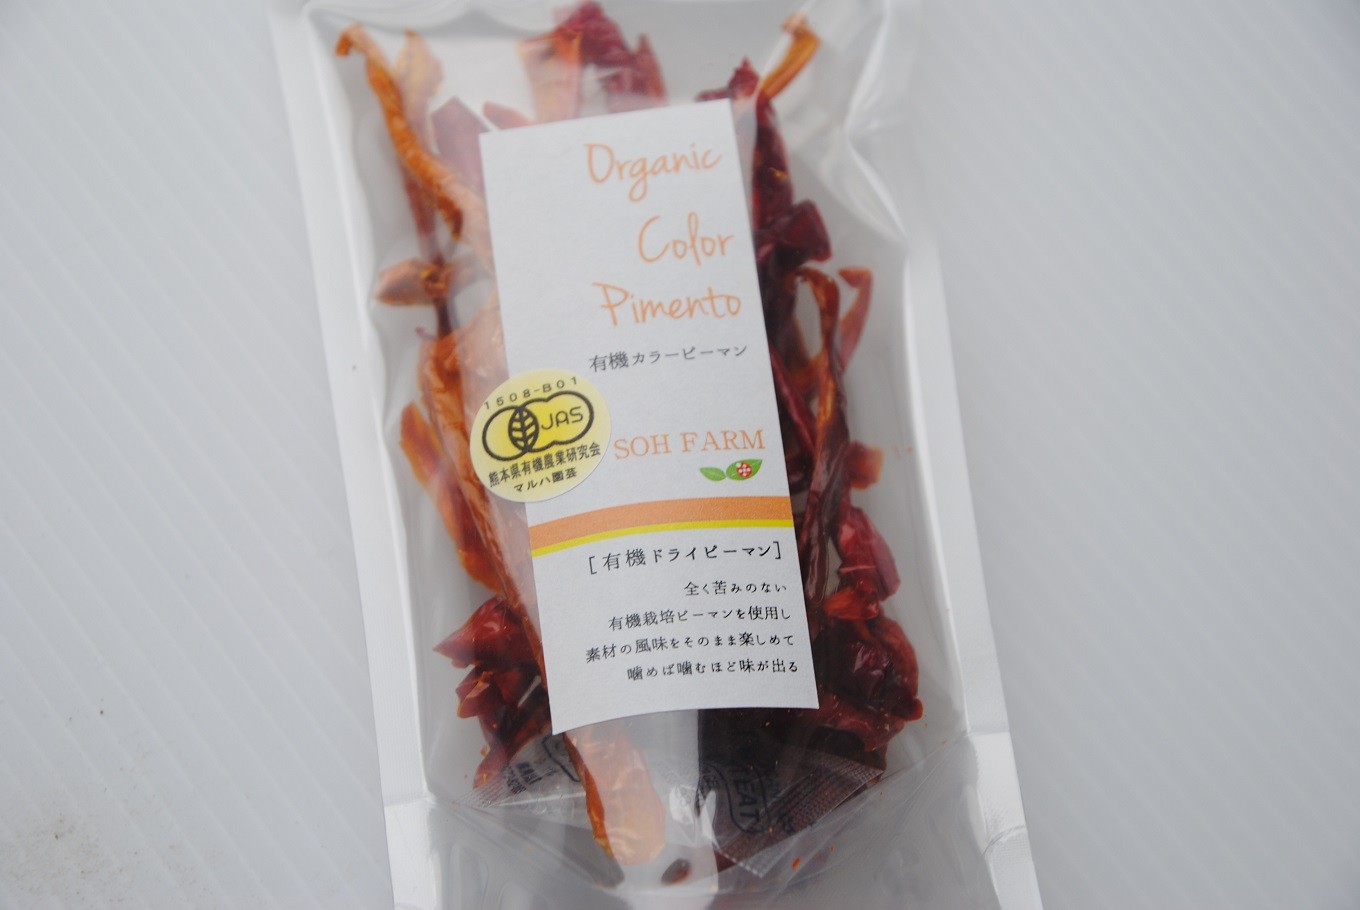 Organic
Color
Pimento
有機カラーピーマン
1508-B01
JAS
熊本県有機農業研究会
マルハ園芸
SOH FARM
[有機ドライピーマン]
全く苦みのない
有機栽培ピーマンを使用し
素材の風味をそのまま楽しめて
噛めば噛むほど味が出る
EAT